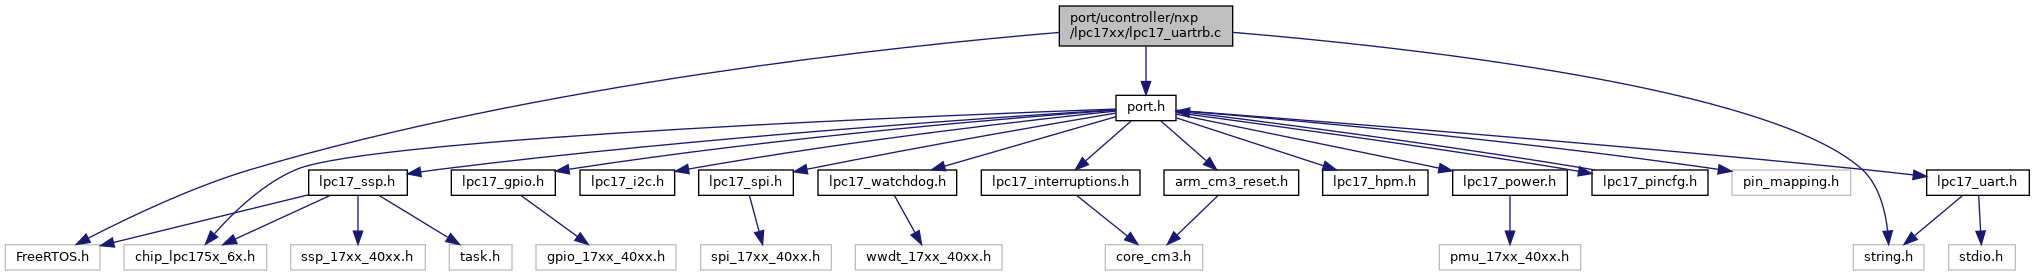 port/ucontroller/nxp
/lpc17xx/lpc17_uartrb.c
port.h
lpc17_ssp.h
lpc17_gpio.h
lpc17_i2c.h
lpc17_spi.h
lpc17_watchdog.h
lpc17_interruptions.h
arm_cm3_reset.h
lpc17_hpm.h
lpc17_power.h
lpc17_pincfg.h
pin_mapping.h
lpc17_uart.h
FreeRTOS.h
chip_lpc175x_6x.h
ssp_17xx_40xx.h
task.h
gpio_17xx_40xx.h
spi_17xx_40xx.h
wwdt_17xx_40xx.h
core_cm3.h
pmu_17xx_40xx.h
string.h
stdio.h